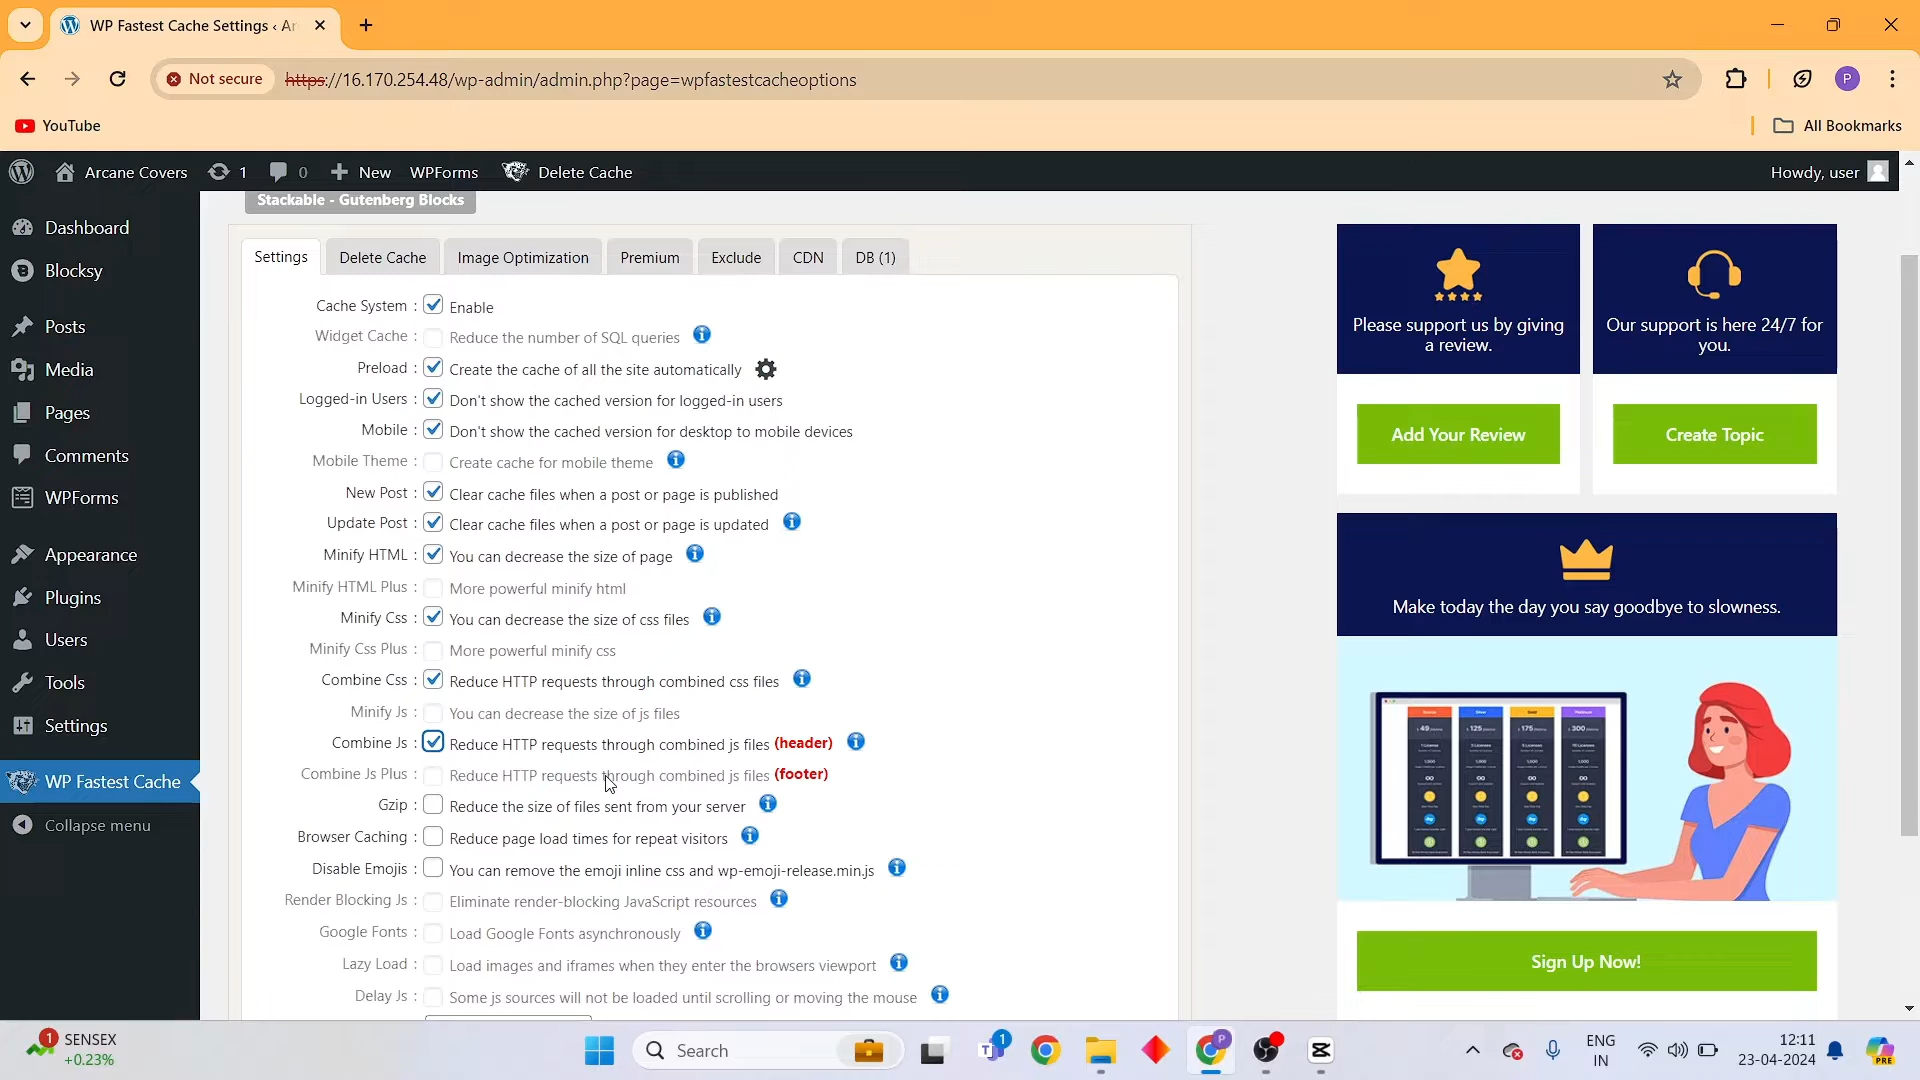 WP Fastest Cache Settings ‹ Ar
Not secure
https://16.170.254.48/wp-admin/admin.php?page=wpfastestcacheoptions
P
YouTube
All Bookmarks
Arcane Covers
1
0
New
WPForms
Delete Cache
Howdy, user
Dashboard
Blocksy
Posts
Media
Pages
Comments
WPForms
Appearance
Plugins
Users
Tools
Settings
WP Fastest Cache
Collapse menu
Stackable - Gutenberg Blocks
Settings
Delete Cache
Image Optimization
Premium
Exclude
CDN
DB (1)
Cache System : Enable
Widget Cache : Reduce the number of SQL queries
Preload : Create the cache of all the site automatically
Logged-in Users : Don't show the cached version for logged-in users
Mobile : Don't show the cached version for desktop to mobile devices
Mobile Theme : Create cache for mobile theme
New Post : Clear cache files when a post or page is published
Update Post : Clear cache files when a post or page is updated
Minify HTML : You can decrease the size of page
Minify HTML Plus : More powerful minify html
Minify Css : You can decrease the size of css files
Minify Css Plus : More powerful minify css
Combine Css : Reduce HTTP requests through combined css files
Minify Js : You can decrease the size of js files
Combine Js : Reduce HTTP requests through combined js files (header)
Combine Js Plus : Reduce HTTP requests through combined js files (footer)
Gzip : Reduce the size of files sent from your server
Browser Caching : Reduce page load times for repeat visitors
Disable Emojis : You can remove the emoji inline css and wp-emoji-release.min.js
Render Blocking Js : Eliminate render-blocking JavaScript resources
Google Fonts : Load Google Fonts asynchronously
Lazy Load : Load images and iframes when they enter the browsers viewport
Delay Js : Some js sources will not be loaded until scrolling or moving the mouse
Please support us by giving
a review.
Add Your Review
Our support is here 24/7 for
you.
Create Topic
Make today the day you say goodbye to slowness.
49
125
175
300
Sign Up Now!
1
SENSEX
+0.23%
Search
1
P
ENG
IN
12:11
23-04-2024
PRE